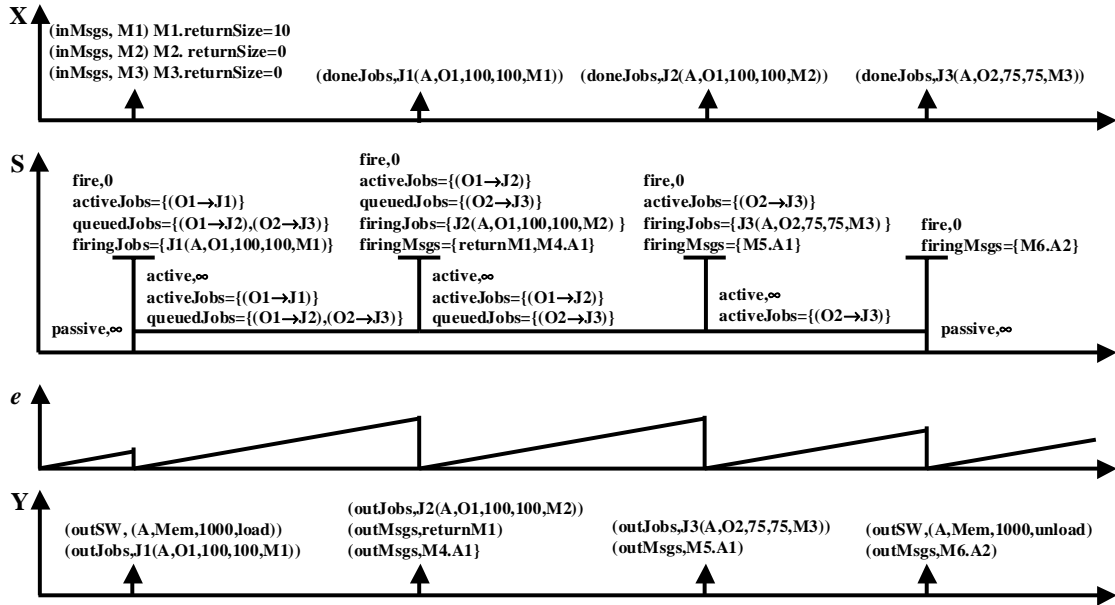 X
(inMsgs, M1) M1.returnSize=10
(inMsgs, M2) M2. returnSize=0
(inMsgs, M3) M3.returnSize=0
(doneJobs,J1(A,O1,100,100,M1))
(doneJobs,J2(A,O1,100,100,M2))
(doneJobs,J3(A,O2,75,75,M3))
S
fire,0
activeJobs={(O1→J1)}
queuedJobs={(O1→J2),(O2→J3)}
firingJobs={J1(A,O1,100,100,M1)}
fire,0
activeJobs={(O1→J2)}
queuedJobs={(O2→J3)}
firingJobs={J2(A,O1,100,100,M2) }
firingMsgs={returnM1,M4.A1}
fire,0
activeJobs={(O2→J3)}
firingJobs={J3(A,O2,75,75,M3) }
firingMsgs={M5.A1}
fire,0
firingMsgs={M6.A2}
passive,∞
active,∞
activeJobs={(O1→J1)}
queuedJobs={(O1→J2),(O2→J3)}
active,∞
activeJobs={(O1→J2)}
queuedJobs={(O2→J3)}
active,∞
activeJobs={(O2→J3)}
passive,∞
e
Y
(outSW, (A,Mem,1000,load))
(outJobs,J1(A,O1,100,100,M1))
(outJobs,J2(A,O1,100,100,M2))
(outMsgs,returnM1)
(outMsgs,M4.A1}
(outJobs,J3(A,O2,75,75,M3))
(outMsgs,M5.A1)
(outSW,(A,Mem,1000,unload)
(outMsgs,M6.A2)